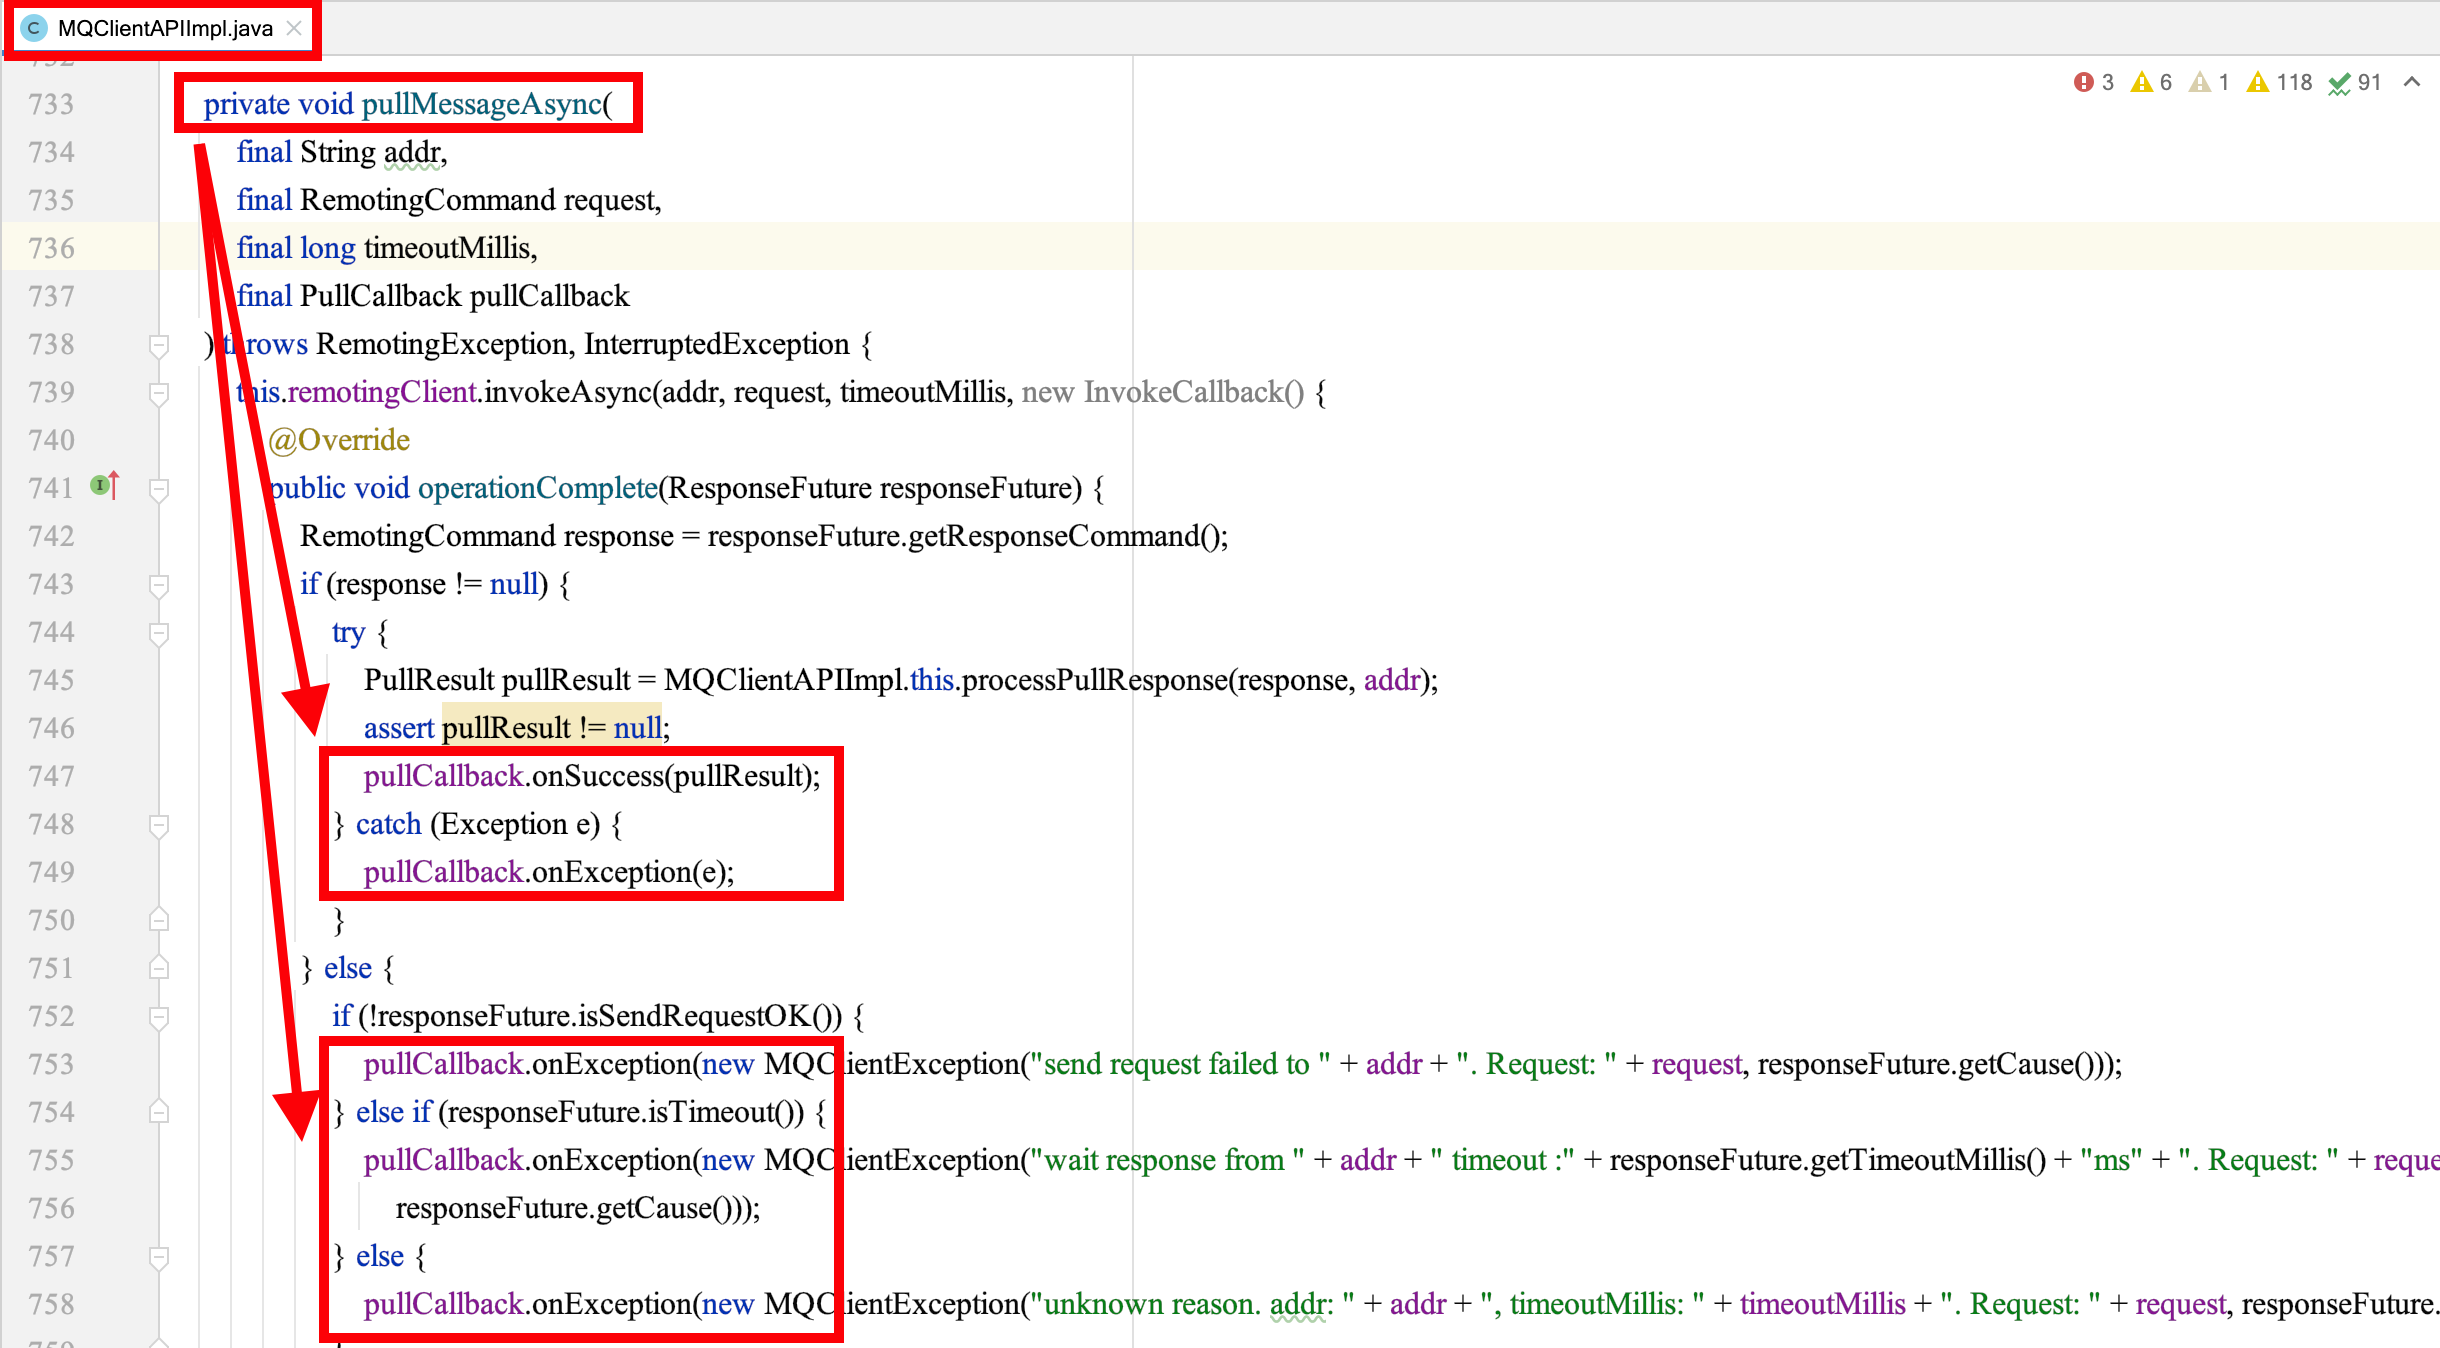 MQClientAPIImpl.java
3 6 1 118 91
733 private void pullMessageAsync(
734 final String addr,
735 final RemotingCommand request,
736 final long timeoutMillis,
737 final PullCallback pullCallback
738 ) throws RemotingException, InterruptedException {
739 this.remotingClient.invokeAsync(addr, request, timeoutMillis, new InvokeCallback() {
740 @Override
741 public void operationComplete(ResponseFuture responseFuture) {
742 RemotingCommand response = responseFuture.getResponseCommand();
743 if (response != null) {
744 try {
745 PullResult pullResult = MQClientAPIImpl.this.processPullResponse(response, addr);
746 assert pullResult != null;
747 pullCallback.onSuccess(pullResult);
748 } catch (Exception e) {
749 pullCallback.onException(e);
750 }
751 } else {
752 if (!responseFuture.isSendRequestOK()) {
753 pullCallback.onException(new MQClientException("send request failed to " + addr + ". Request: " + request, responseFuture.getCause()));
754 } else if (responseFuture.isTimeout()) {
755 pullCallback.onException(new MQClientException("wait response from " + addr + " timeout :" + responseFuture.getTimeoutMillis() + "ms" + ". Request: " + reque
756 responseFuture.getCause()));
757 } else {
758 pullCallback.onException(new MQClientException("unknown reason. addr: " + addr + ", timeoutMillis: " + timeoutMillis + ". Request: " + request, responseFuture.